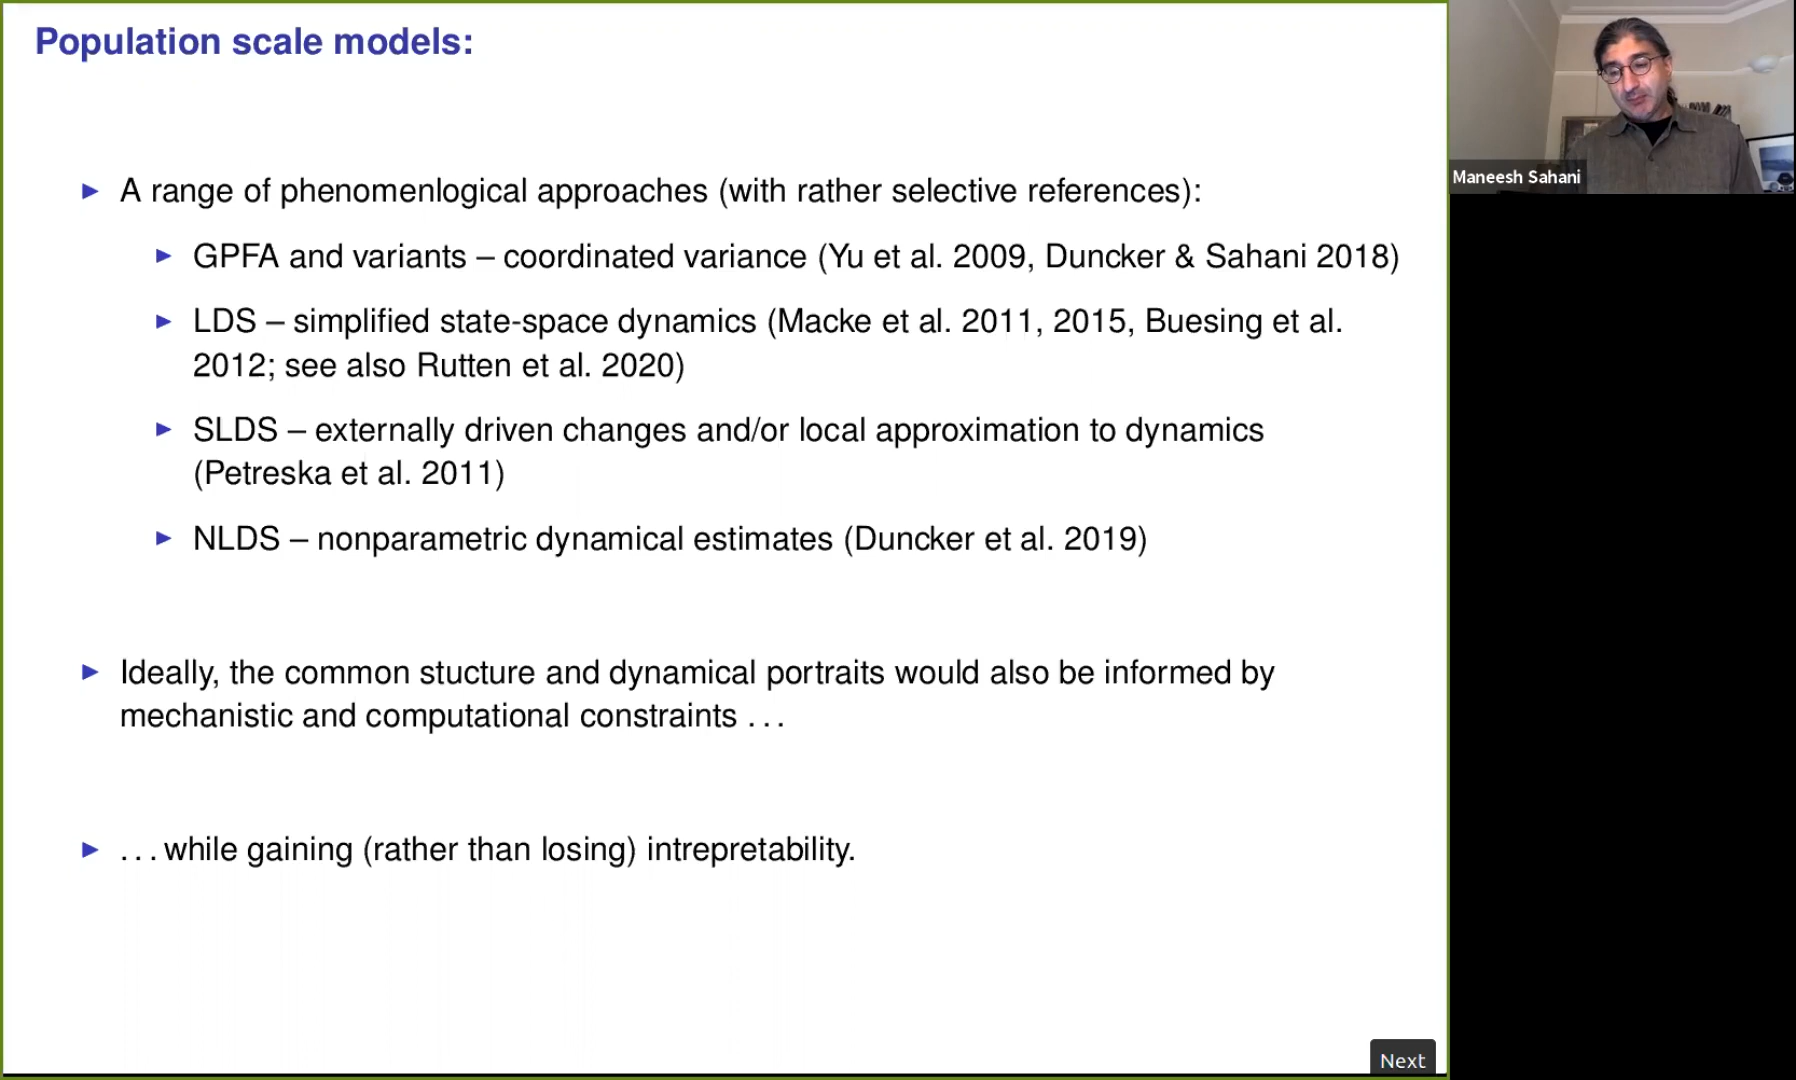 Population scale models:
▶ A range of phenomenlogical approaches (with rather selective references):
▶ GPFA and variants – coordinated variance (Yu et al. 2009, Duncker & Sahani 2018)
▶ LDS – simplified state-space dynamics (Macke et al. 2011, 2015, Buesing et al.
2012; see also Rutten et al. 2020)
▶ SLDS – externally driven changes and/or local approximation to dynamics
(Petreska et al. 2011)
▶ NLDS – nonparametric dynamical estimates (Duncker et al. 2019)
▶ Ideally, the common stucture and dynamical portraits would also be informed by
mechanistic and computational constraints . . .
▶ . . . while gaining (rather than losing) intrepretability.
Next
Maneesh Sahani